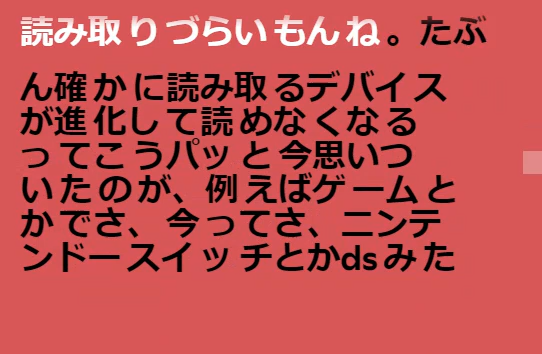 読み取りづらいもんね。たぶ
ん確かに読み取るデバイス
が進化して読めなくなる
ってこうパッと今思いつ
いたのが、例えばゲームと
かでさ、今ってさ、ニンテ
ンドースイッチとかdsみた